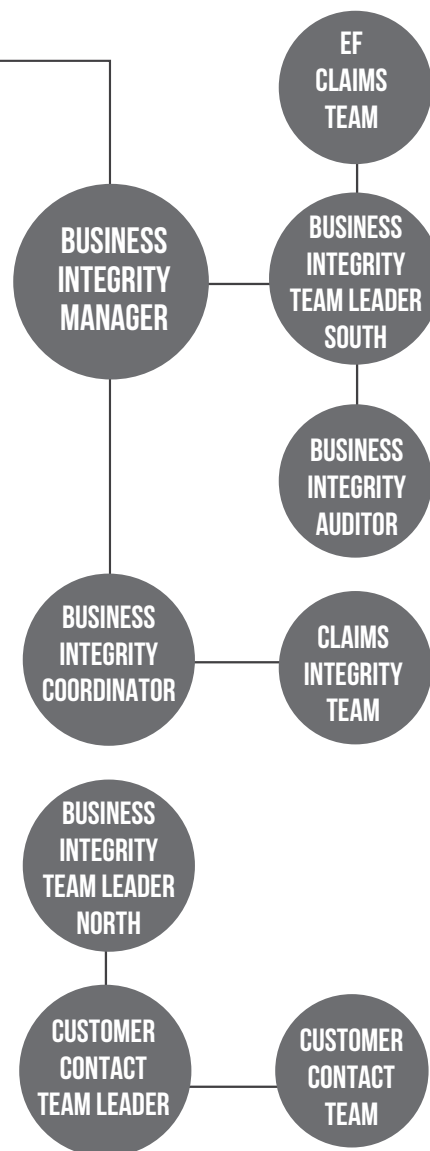 EF
CLAIMS
TEAM
BUSINESS
INTEGRITY
MANAGER
BUSINESS
INTEGRITY
TEAM LEADER
SOUTH
BUSINESS
INTEGRITY
AUDITOR
BUSINESS
INTEGRITY
COORDINATOR
CLAIMS
INTEGRITY
TEAM
BUSINESS
INTEGRITY
TEAM LEADER
NORTH
CUSTOMER
CONTACT
TEAM LEADER
CUSTOMER
CONTACT
TEAM